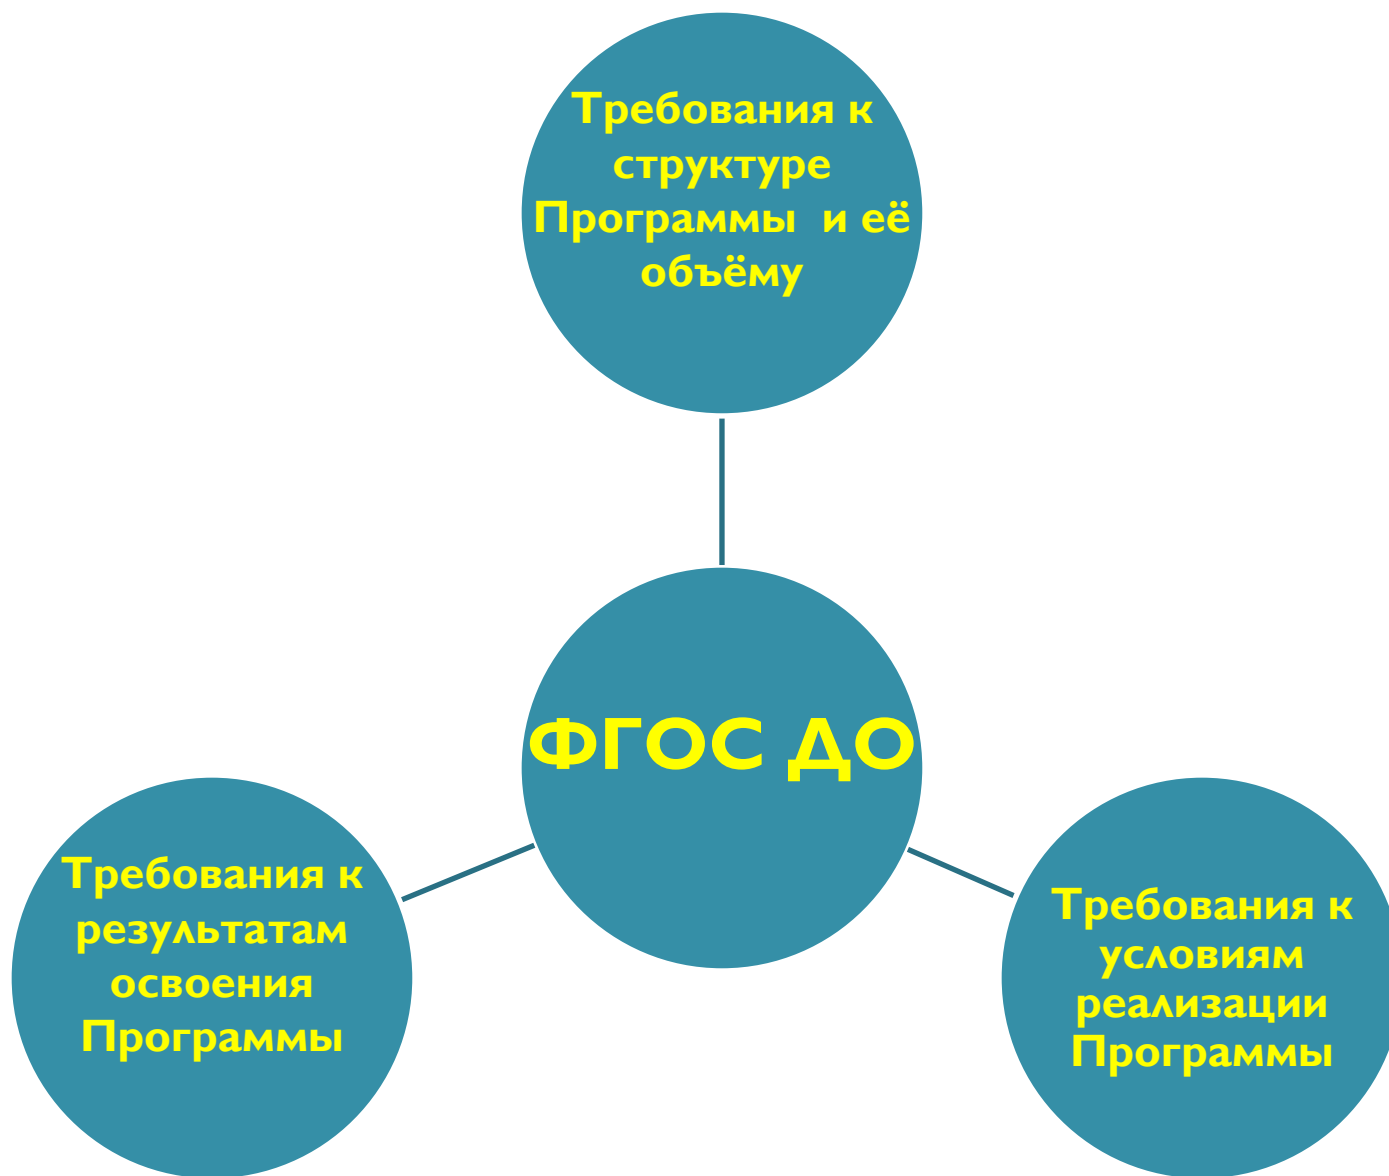 Требования к
структуре
Программы и её
объёму
ФГОС ДО
Требования к
результатам
освоения
Программы
Требования к
условиям
реализации
Программы